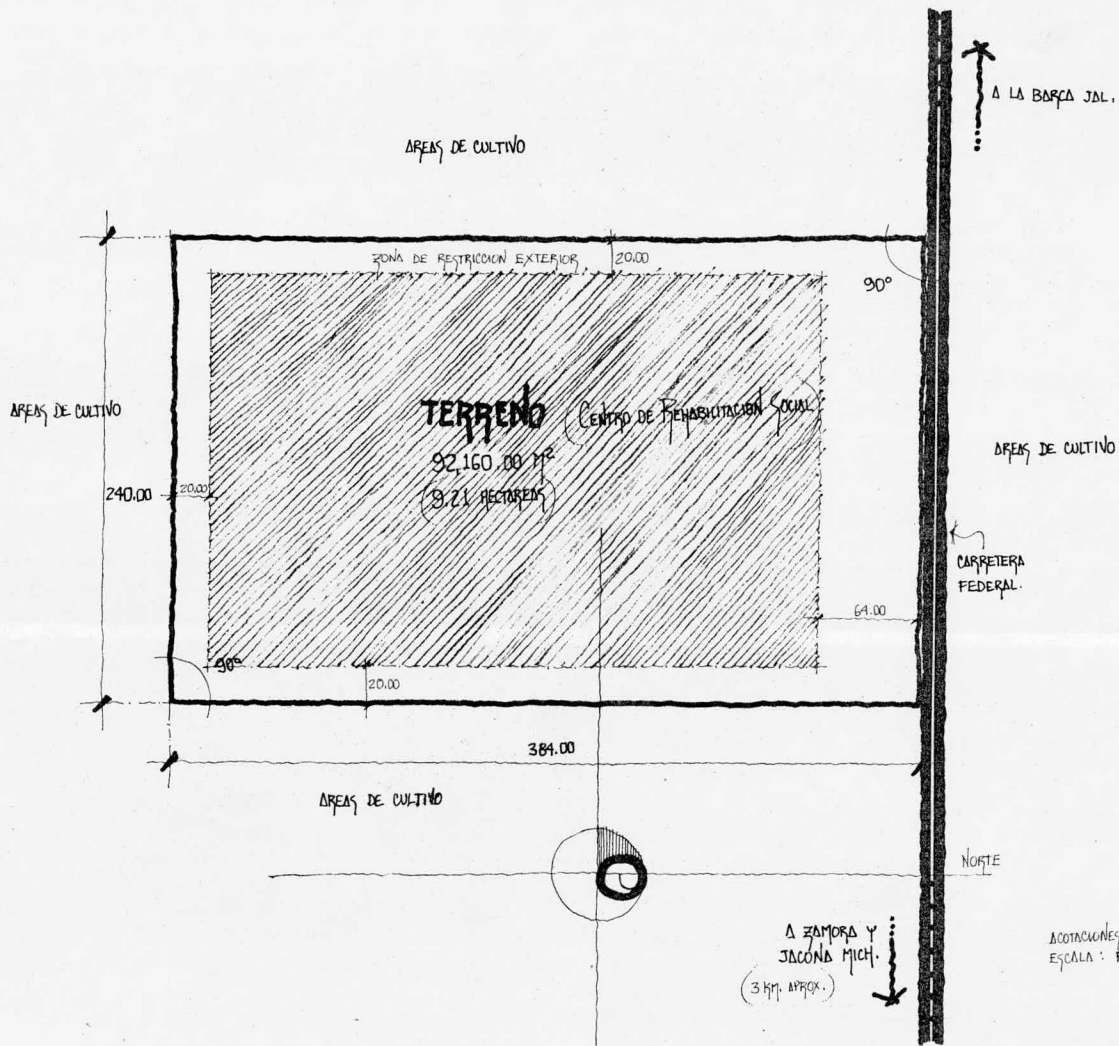 A LA BARCA JAL.
AREAS DE CULTIVO
ZONA DE RESTRICCION EXTERIOR
20.00
90°
AREAS DE CULTIVO
TERRENO (CENTRO DE REHABILITACION SOCIAL)
92,160.00 M²
(9.21 HECTAREAS)
AREAS DE CULTIVO
240.00
20.00
CARRETERA
FEDERAL.
64.00
90°
20.00
384.00
AREAS DE CULTIVO
NORTE
A ZAMORA Y
JACONA MICH.
(3 KM. APROX.)
ACOTACIONES
ESCALA :